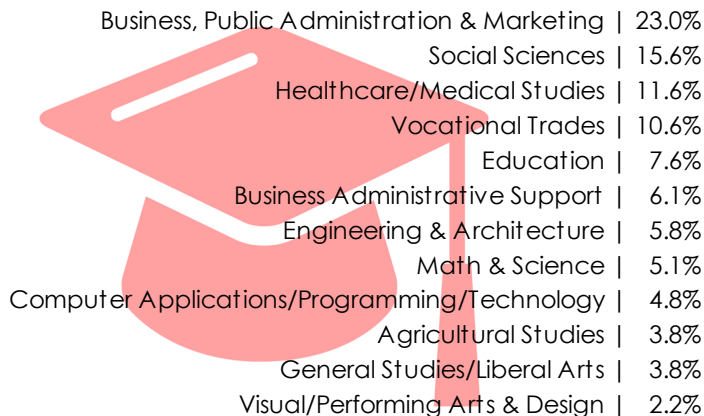 Business, Public Administration & Marketing | 23.0%
Social Sciences | 15.6%
Healthcare/Medical Studies | 11.6%
Vocational Trades | 10.6%
Education | 7.6%
Business Administrative Support | 6.1%
Engineering & Architecture | 5.8%
Math & Science | 5.1%
Computer Applications/Programming/Technology | 4.8%
Agricultural Studies | 3.8%
General Studies/Liberal Arts | 3.8%
Visual/Performing Arts & Design | 2.2%